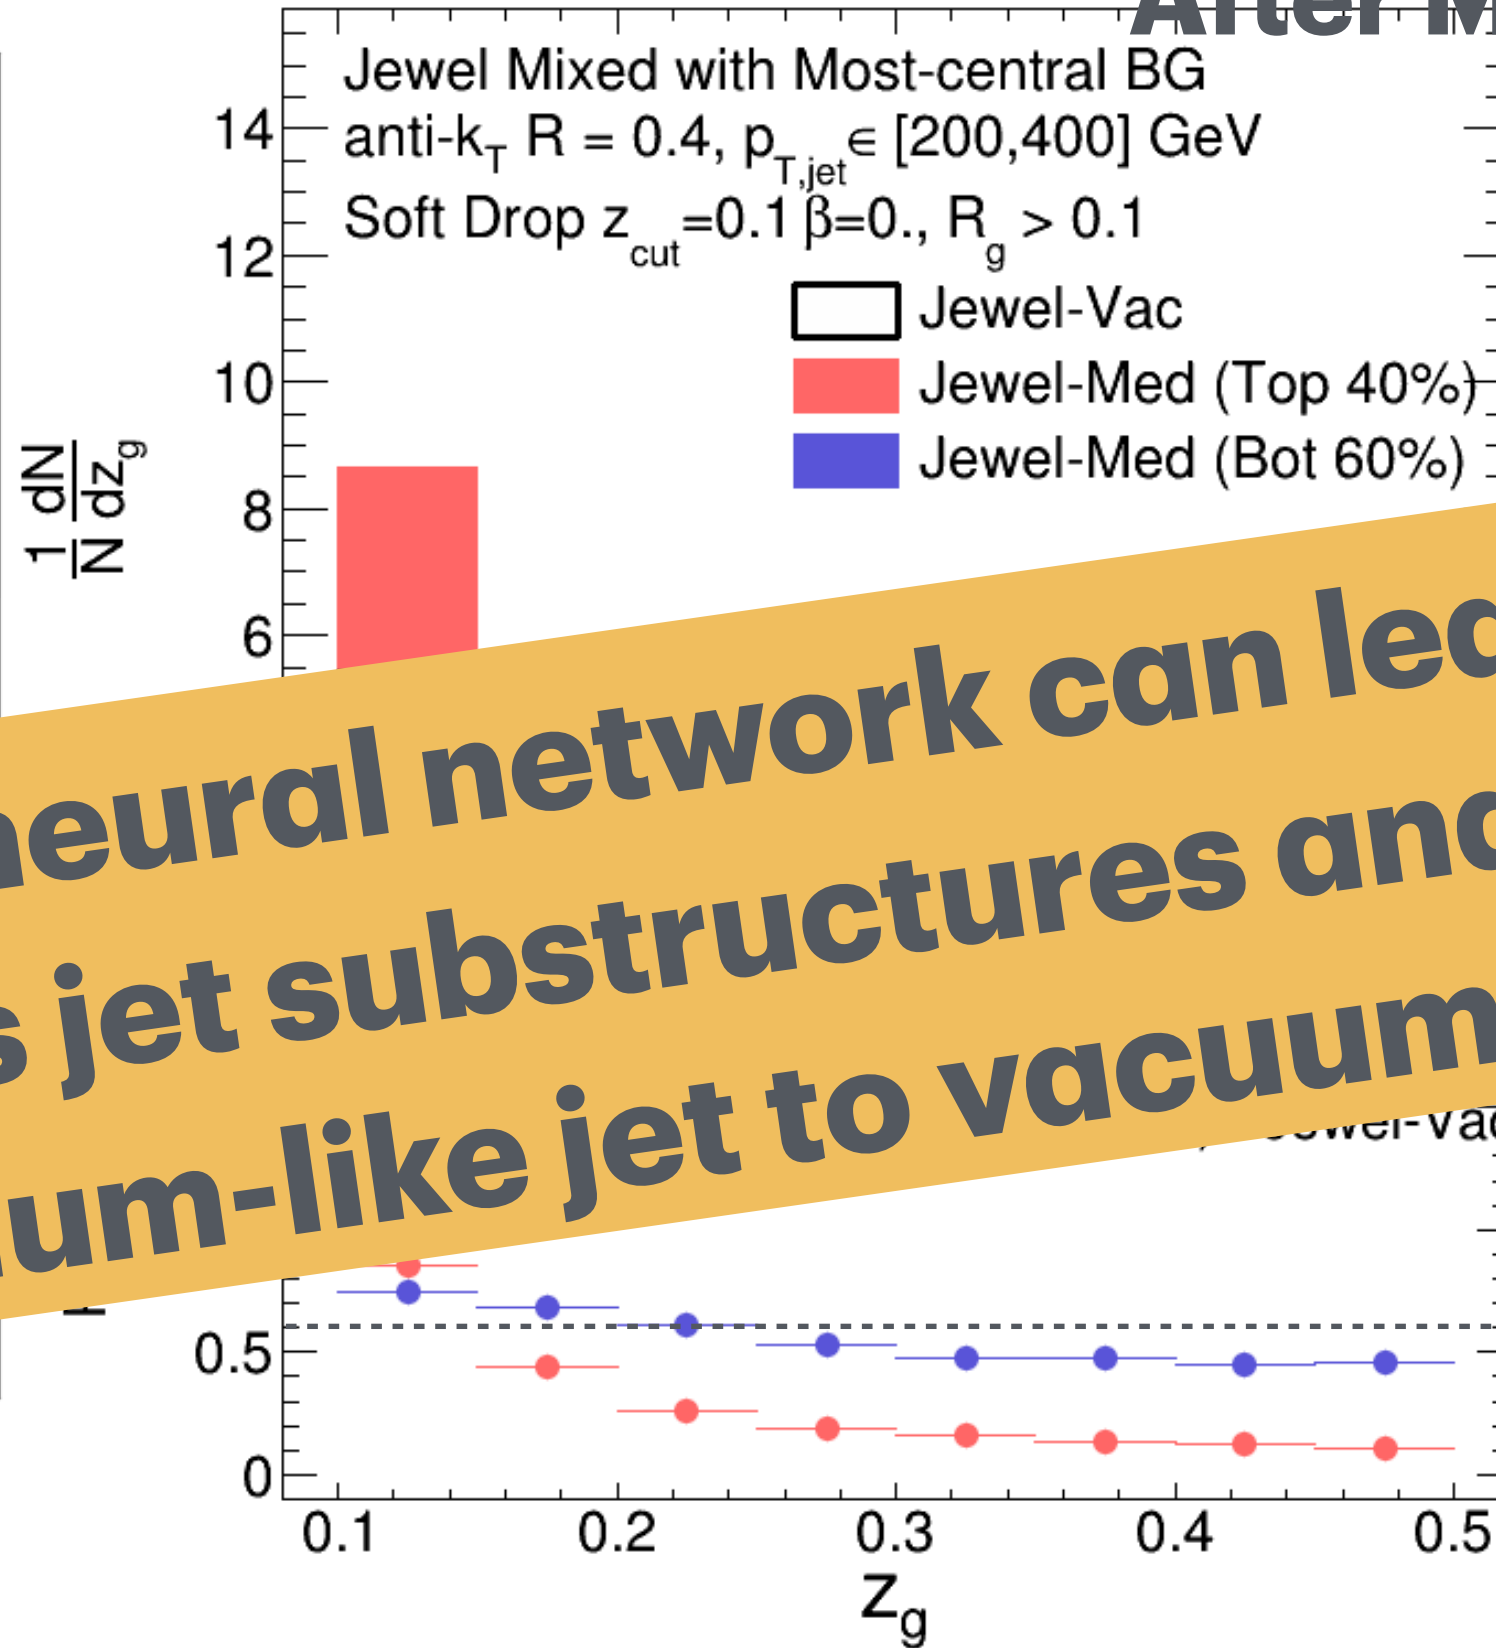 After M
Jewel Mixed with Most-central BG
anti-kT R = 0.4, pT,jet ∈ [200,400] GeV
Soft Drop zcut=0.1 β=0., Rg > 0.1
Jewel-Vac
Jewel-Med (Top 40%)
Jewel-Med (Bot 60%)
1/N dN/dzg
14
12
10
8
6
neural network can lea
s jet substructures and
um-like jet to vacuum
Jewel-Vac
0.5
0
0.1 0.2 0.3 0.4 0.5
zg